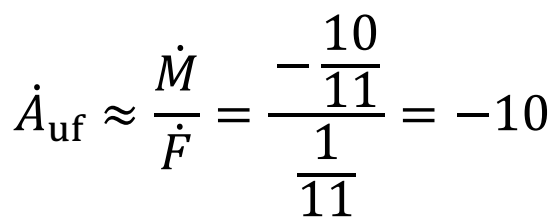 Ȧ_uf ≈ Ṁ/Ḟ = (−10/11)/(1/11) = −10